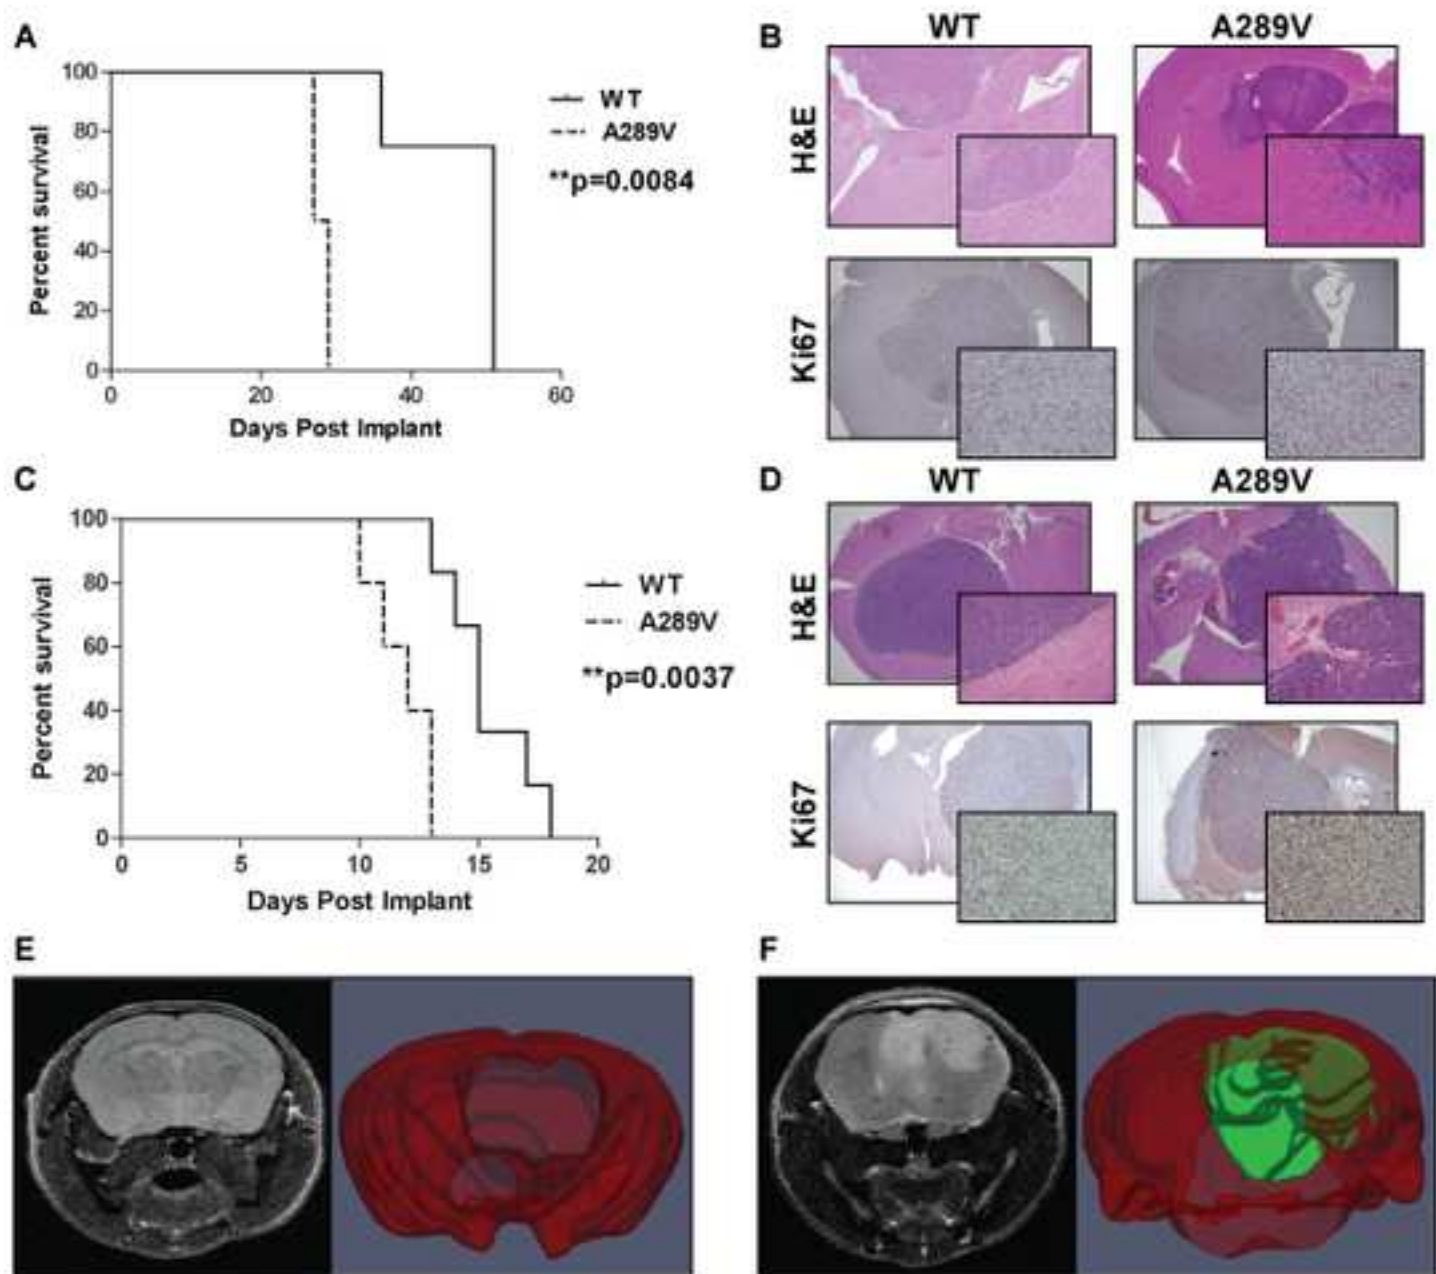 A
100
80
60
40
20
0
Percent survival
0 20 40 60
Days Post Implant
WT
A289V
**p=0.0084
B
WT A289V
H&E
Ki67
C
100
80
60
40
20
0
Percent survival
0 5 10 15 20
Days Post Implant
WT
A289V
**p=0.0037
D
WT A289V
H&E
Ki67
E
F